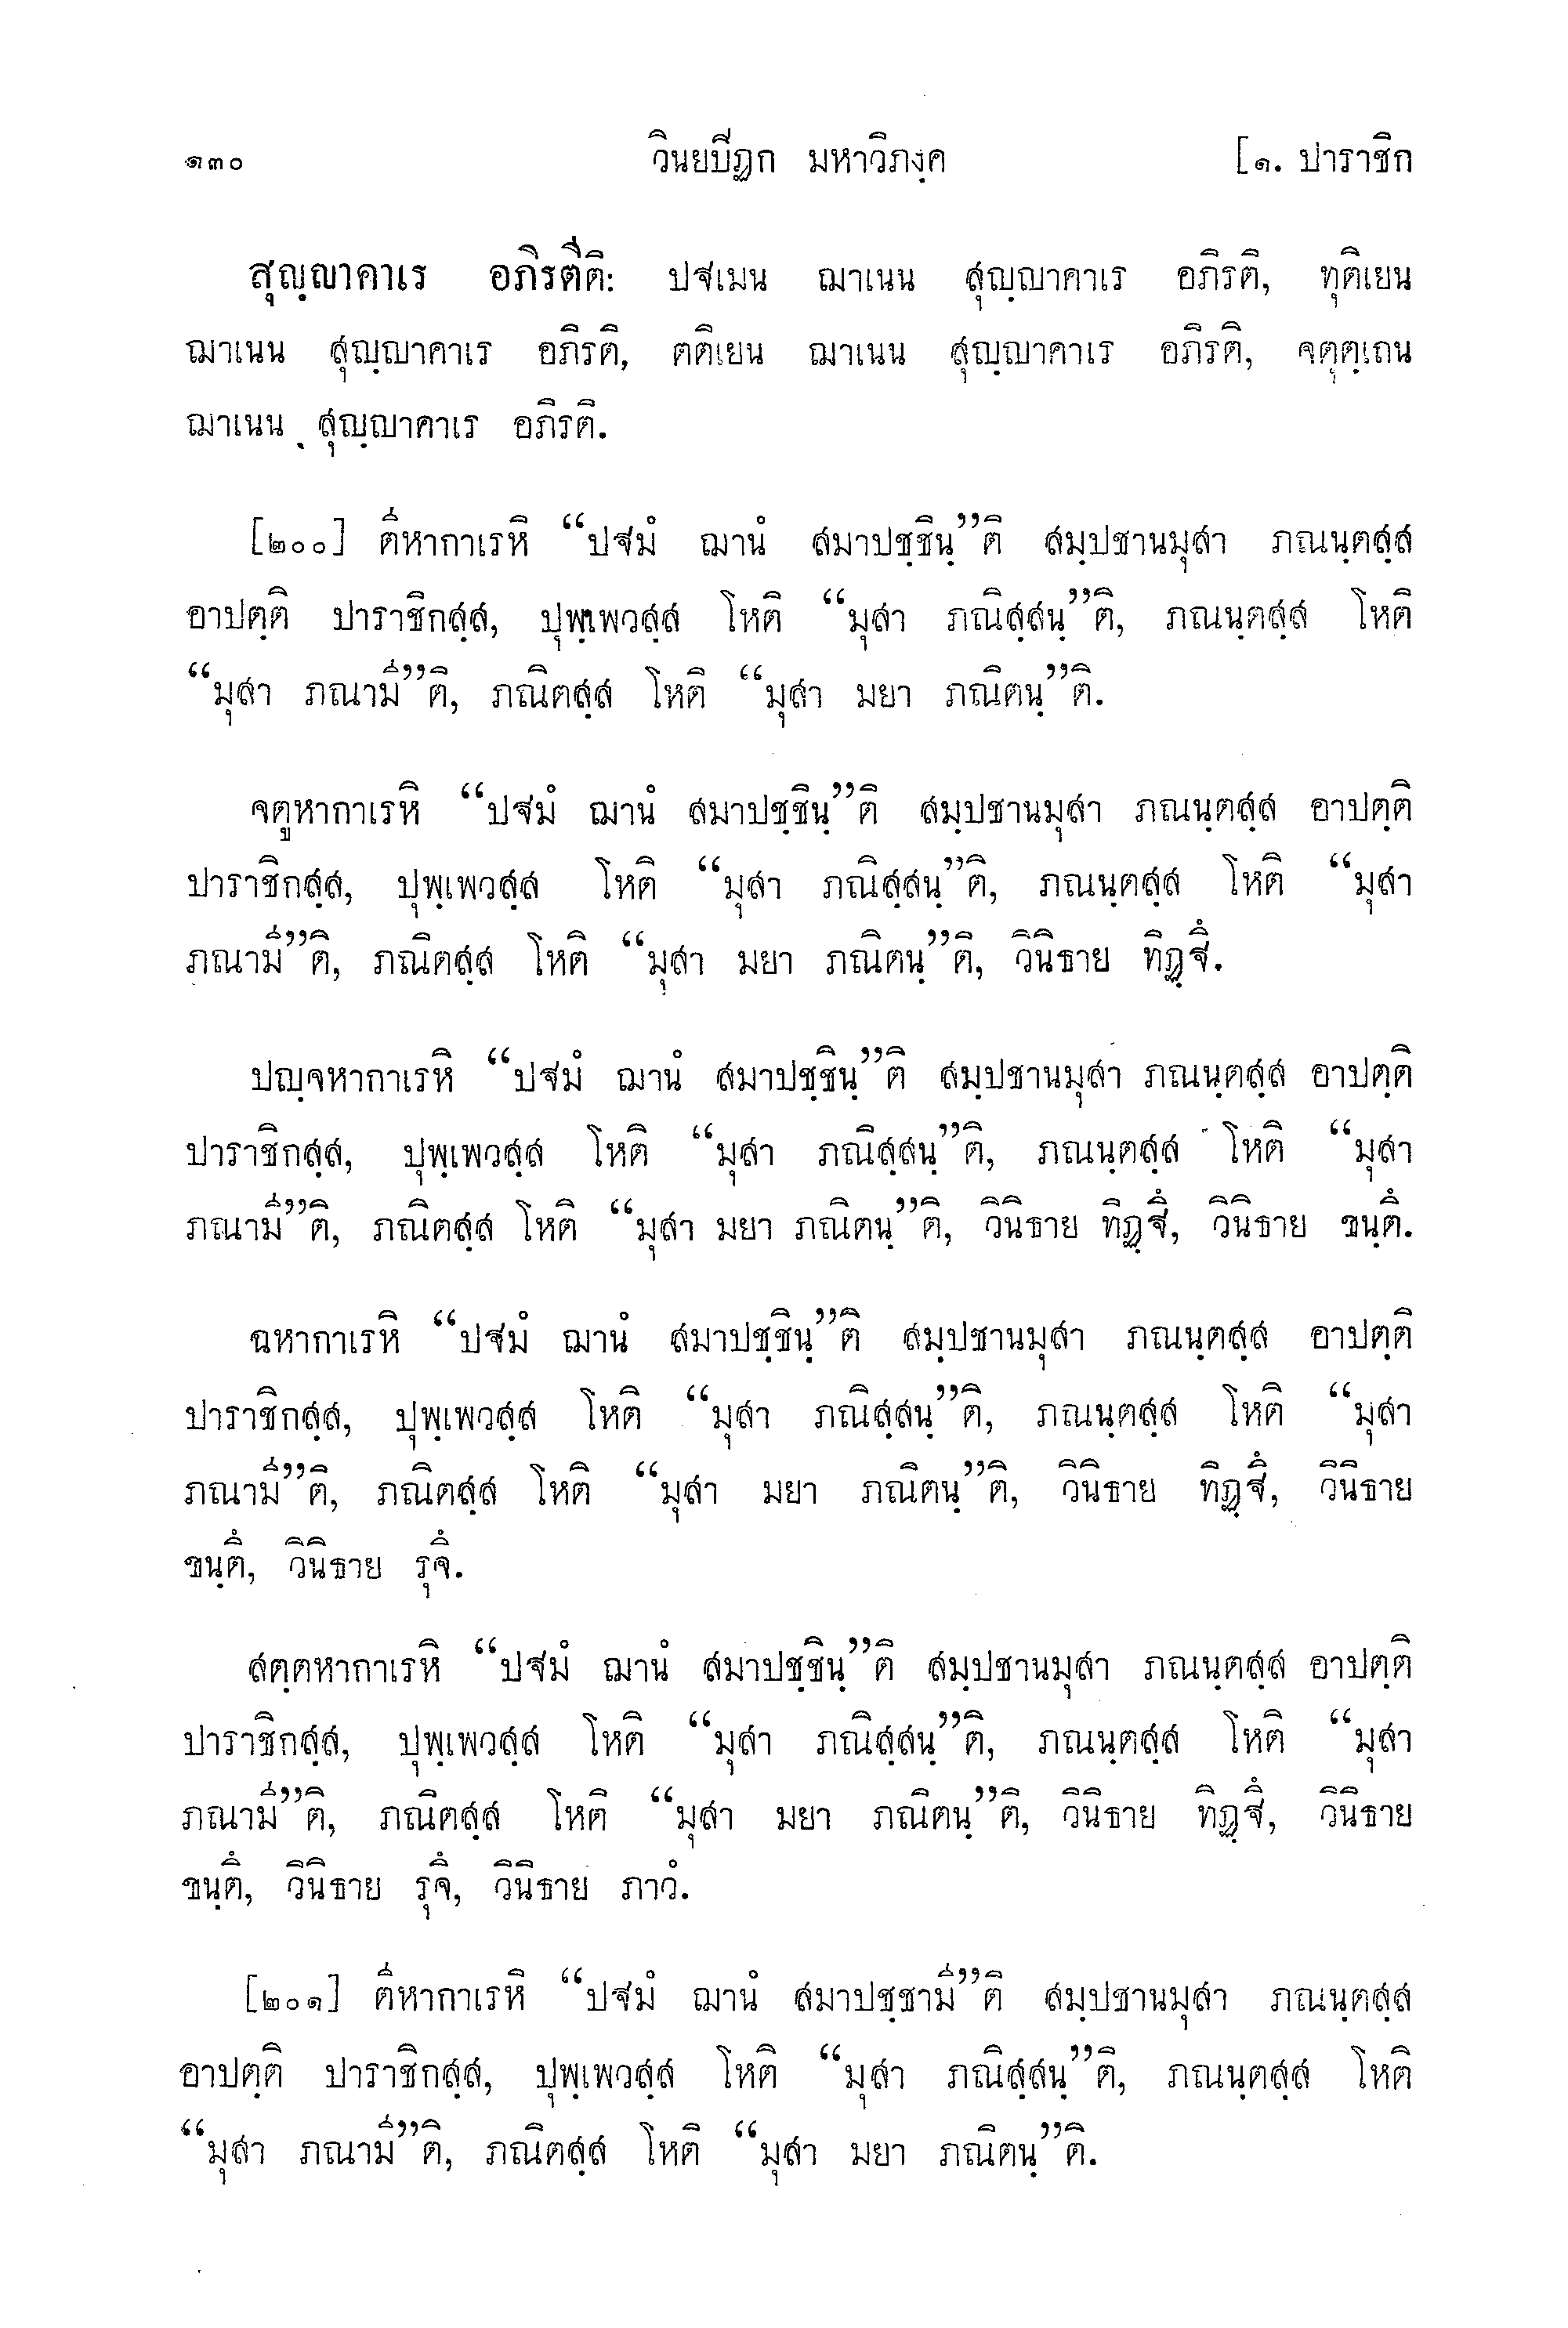 ๑๓๐ วินยปีฏก มหาวิภงฺค [๑. ปาราชิก
สุญฺญาคาเร อภิรตีติ: ปฐเมน ฌาเนน สุญฺญาคาเร อภิรติ, ทุติเยน
ฌาเนน สุญฺญาคาเร อภิรติ, ตติเยน ฌาเนน สุญฺญาคาเร อภิรติ, จตุตฺเถน
ฌาเนน สุญฺญาคาเร อภิรติ.
[๒๐๐] ตีหากาเรหิ “ปฐมํ ฌานํ สมาปชฺชินฺ”ติ สมฺปชานมุสา ภณนฺตสฺส
อาปตฺติ ปาราชิกสฺส, ปุพฺเพวสฺส โหติ “มุสา ภณิสฺสนฺ”ติ, ภณนฺตสฺส โหติ
“มุสา ภณามี”ติ, ภณิตสฺส โหติ “มุสา มยา ภณิตนฺ”ติ.
จตูหากาเรหิ “ปฐมํ ฌานํ สมาปชฺชินฺ”ติ สมฺปชานมุสา ภณนฺตสฺส อาปตฺติ
ปาราชิกสฺส, ปุพฺเพวสฺส โหติ “มุสา ภณิสฺสนฺ”ติ, ภณนฺตสฺส โหติ “มุสา
ภณามี”ติ, ภณิตสฺส โหติ “มุสา มยา ภณิตนฺ”ติ, วินิธาย ทิฏฺฐึ.
ปญฺจหากาเรหิ “ปฐมํ ฌานํ สมาปชฺชินฺ”ติ สมฺปชานมุสา ภณนฺตสฺส อาปตฺติ
ปาราชิกสฺส, ปุพฺเพวสฺส โหติ “มุสา ภณิสฺสนฺ”ติ, ภณนฺตสฺส โหติ “มุสา
ภณามี”ติ, ภณิตสฺส โหติ “มุสา มยา ภณิตนฺ”ติ, วินิธาย ทิฏฺฐึ, วินิธาย ขนฺตึ.
ฉหากาเรหิ “ปฐมํ ฌานํ สมาปชฺชินฺ”ติ สมฺปชานมุสา ภณนฺตสฺส อาปตฺติ
ปาราชิกสฺส, ปุพฺเพวสฺส โหติ “มุสา ภณิสฺสนฺ”ติ, ภณนฺตสฺส โหติ “มุสา
ภณามี”ติ, ภณิตสฺส โหติ “มุสา มยา ภณิตนฺ”ติ, วินิธาย ทิฏฺฐึ, วินิธาย
ขนฺตึ, วินิธาย รุจึ.
สตฺตหากาเรหิ “ปฐมํ ฌานํ สมาปชฺชินฺ”ติ สมฺปชานมุสา ภณนฺตสฺส อาปตฺติ
ปาราชิกสฺส, ปุพฺเพวสฺส โหติ “มุสา ภณิสฺสนฺ”ติ, ภณนฺตสฺส โหติ “มุสา
ภณามี”ติ, ภณิตสฺส โหติ “มุสา มยา ภณิตนฺ”ติ, วินิธาย ทิฏฺฐึ, วินิธาย
ขนฺตึ, วินิธาย รุจึ, วินิธาย ภาวํ.
[๒๐๑] ตีหากาเรหิ “ปฐมํ ฌานํ สมาปชฺชามี”ติ สมฺปชานมุสา ภณนฺตสฺส
อาปตฺติ ปาราชิกสฺส, ปุพฺเพวสฺส โหติ “มุสา ภณิสฺสนฺ”ติ, ภณนฺตสฺส โหติ
“มุสา ภณามี”ติ, ภณิตสฺส โหติ “มุสา มยา ภณิตนฺ”ติ.